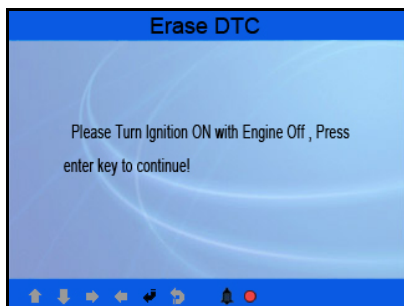 Erase DTC
Please Turn Ignition ON with Engine Off , Press
enter key to continue!